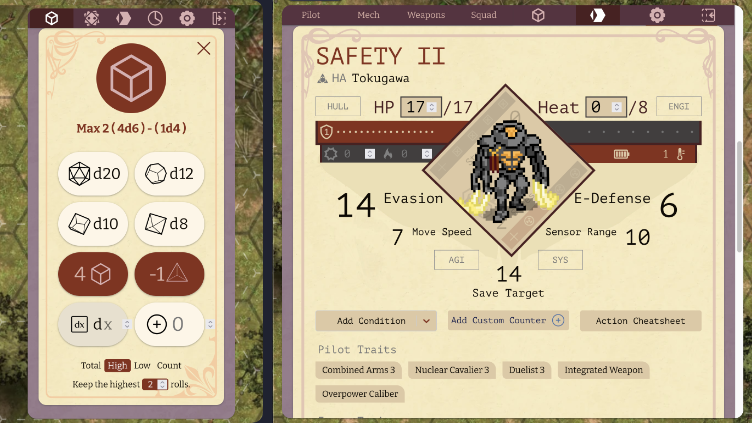 Max 2 ( 4d6 ) - ( 1d4 )
d20
d12
d10
d8
4
-1
dx dx
0
Total High Low Count
Keep the highest 2 rolls.
Pilot Mech Weapons Squad
SAFETY II
HA Tokugawa
HULL HP 17 /17 Heat 0 /8 ENGI
1
0 0 1
14 Evasion E-Defense 6
7 Move Speed Sensor Range 10
AGI SYS
14
Save Target
Add Condition Add Custom Counter Action Cheatsheet
Pilot Traits
Combined Arms 3 Nuclear Cavalier 3 Duelist 3 Integrated Weapon
Overpower Caliber